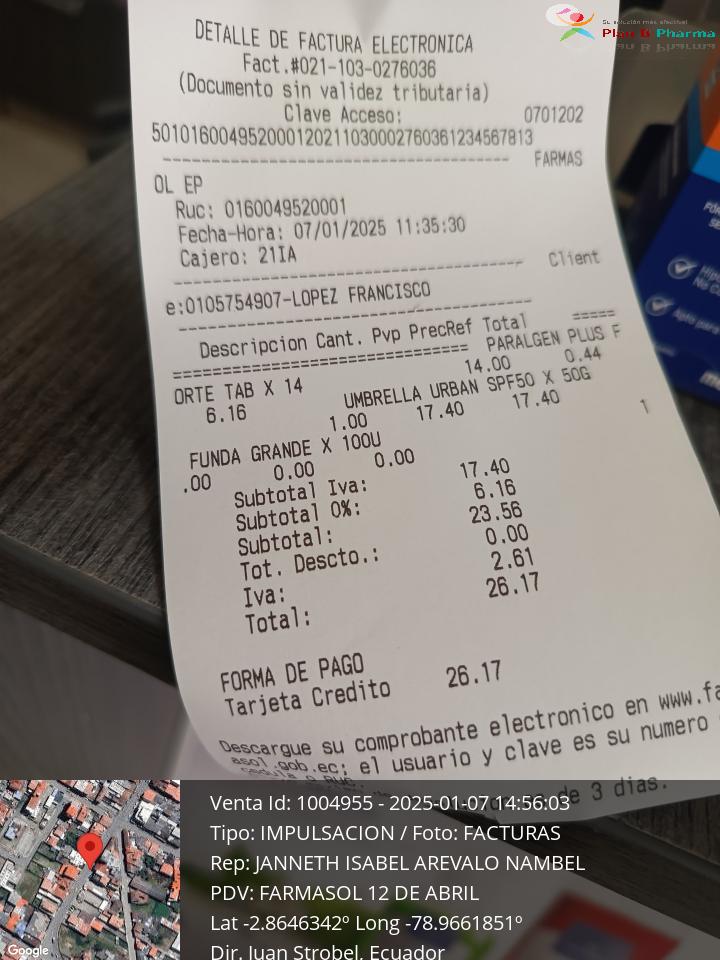 Su solución más efectiva!
Plan B Pharma
DETALLE DE FACTURA ELECTRONICA
Fact.#021-103-0276036
(Documento sin validez tributaria)
Clave Acceso: 0701202
501016004952000120211030002760361234567813
---------------------------------- FARMAS
OL EP
Ruc: 0160049520001
Fecha-Hora: 07/01/2025 11:35:30
Cajero: 21IA
---------------------------------- Client
e:0105754907-LOPEZ FRANCISCO
----------------------------------
Descripcion Cant. Pvp PrecRef Total =====
============================= PARALGEN PLUS F
ORTE TAB X 14 14.00 0.44
6.16 UMBRELLA URBAN SPF50 X 50G
1.00 17.40 17.40 1
FUNDA GRANDE X 100U
.00 0.00 0.00
Subtotal Iva: 17.40
Subtotal 0%: 6.16
Subtotal: 23.56
Tot. Descto.: 0.00
Iva: 2.61
Total: 26.17
FORMA DE PAGO
Tarjeta Credito 26.17
Descargue su comprobante electronico en www.fa
asol.gob.ec; el usuario y clave es su numero
cedula o RUC.
de 3 dias.
Google
Venta Id: 1004955 - 2025-01-07 14:56:03
Tipo: IMPULSACION / Foto: FACTURAS
Rep: JANNETH ISABEL AREVALO NAMBEL
PDV: FARMASOL 12 DE ABRIL
Lat -2.8646342º Long -78.9661851º
Dir. Juan Strobel, Ecuador